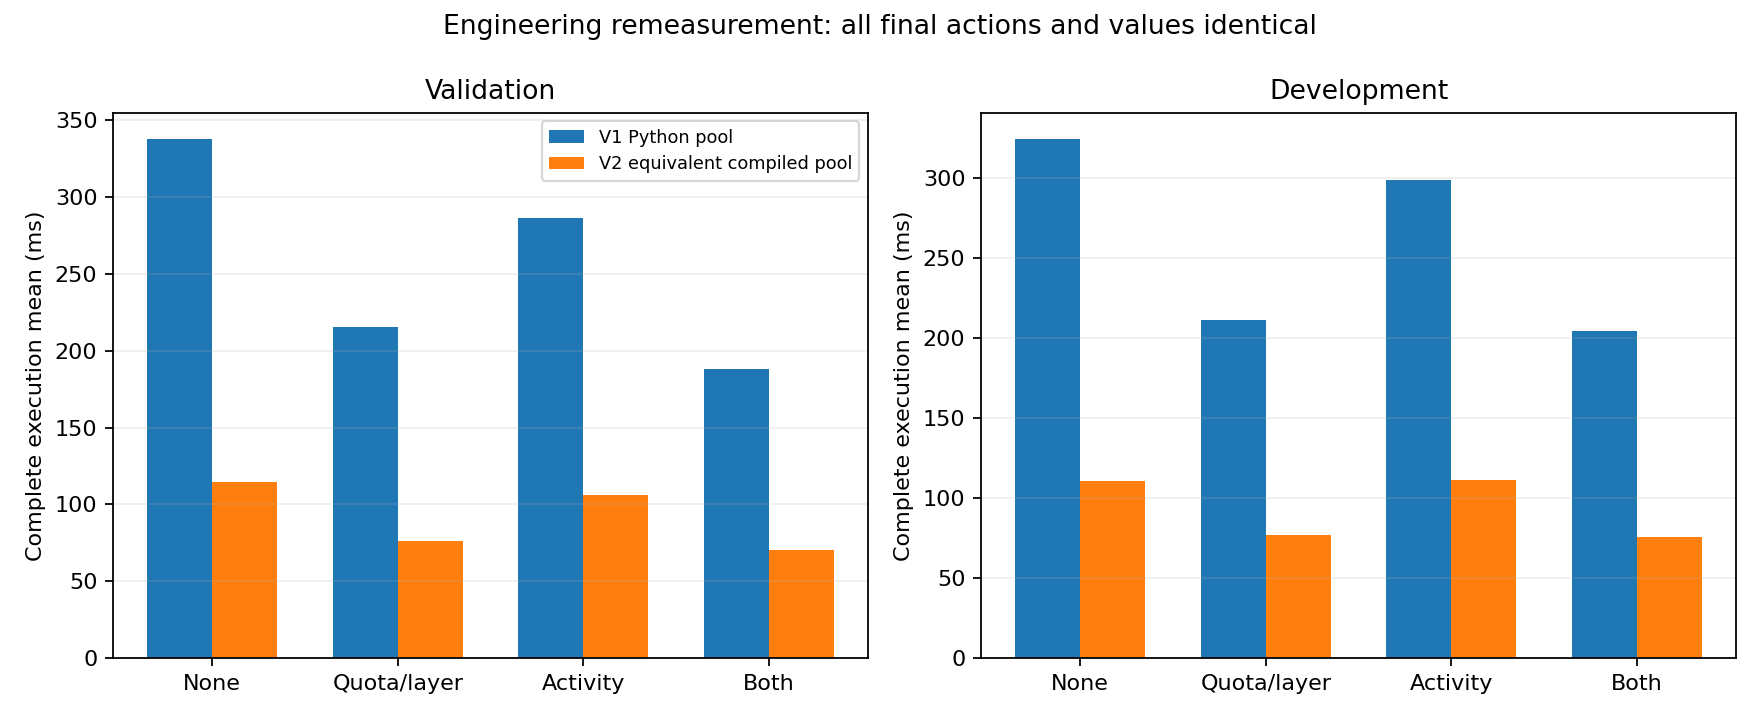 Engineering remeasurement: all final actions and values identical
Validation
Complete execution mean (ms)
350
300
250
200
150
100
50
0
V1 Python pool
V2 equivalent compiled pool
None
Quota/layer
Activity
Both
Development
Complete execution mean (ms)
300
250
200
150
100
50
0
None
Quota/layer
Activity
Both